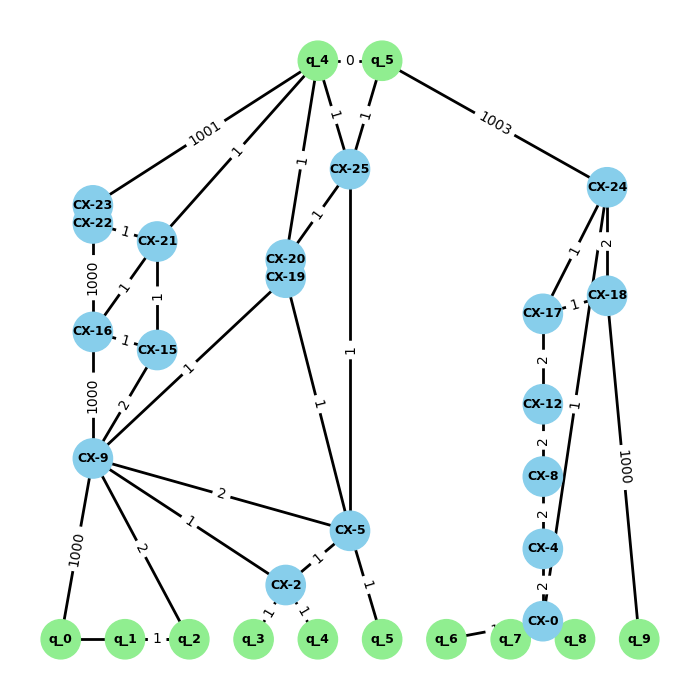 q_4 0 q_5
1001
1
1
1
1
1003
CX-25
CX-24
CX-23
CX-22
1
CX-21
1
1
2
CX-20
CX-19
1000
1
1
CX-17
1
CX-18
CX-16
1
CX-15
1
2
1000
2
1
1
1
CX-12
2
CX-9
CX-8
1000
2
1
2
CX-5
2
1000
2
1
CX-4
CX-2
1
2
1
1
CX-0
q_0
q_1
1
q_2
q_3
q_4
q_5
q_6
q_7
q_8
q_9